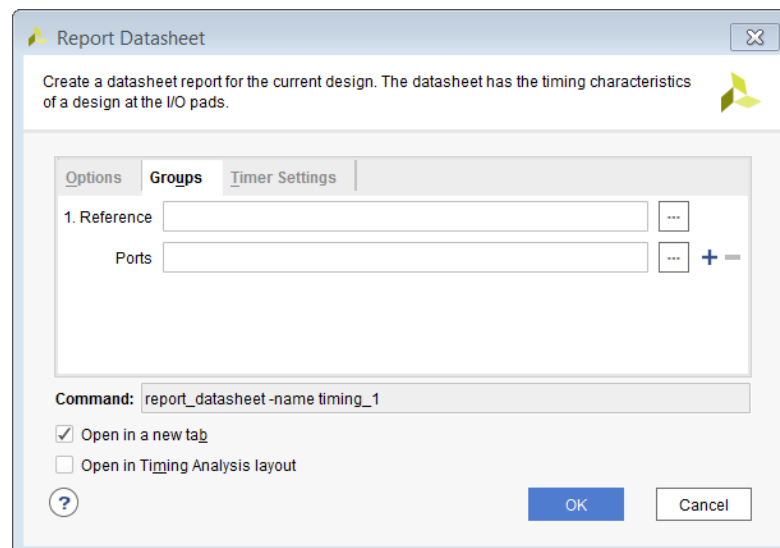 Report Datasheet
Create a datasheet report for the current design. The datasheet has the timing characteristics
of a design at the I/O pads.
Options Groups Timer Settings
1. Reference ...
Ports ...
Command: report_datasheet -name timing_1
Open in a new tab
Open in Timing Analysis layout
? OK Cancel